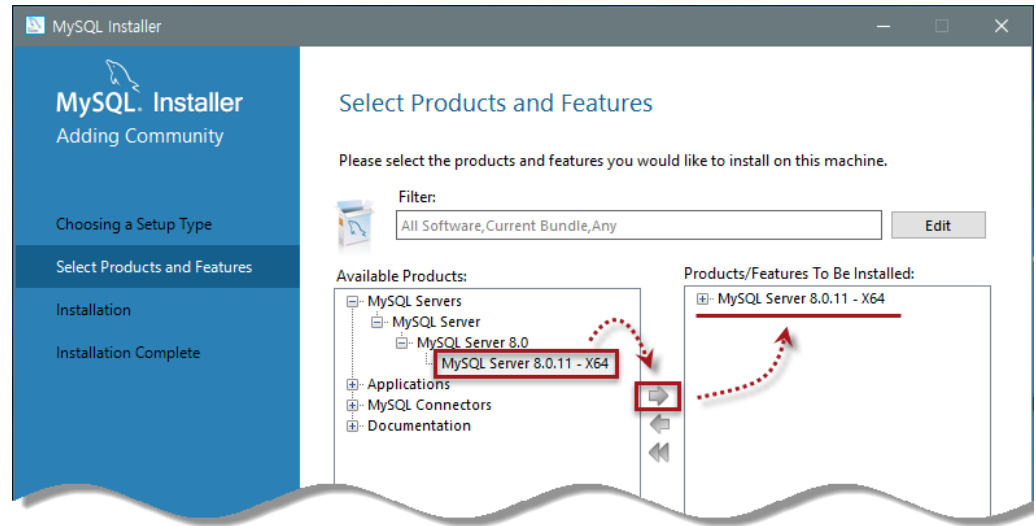 MySQL Installer
MySQL. Installer
Adding Community
Choosing a Setup Type
Select Products and Features
Installation
Installation Complete
Select Products and Features
Please select the products and features you would like to install on this machine.
Filter:
All Software,Current Bundle,Any
Edit
Available Products:
MySQL Servers
MySQL Server
MySQL Server 8.0
MySQL Server 8.0.11 - X64
Applications
MySQL Connectors
Documentation
Products/Features To Be Installed:
MySQL Server 8.0.11 - X64